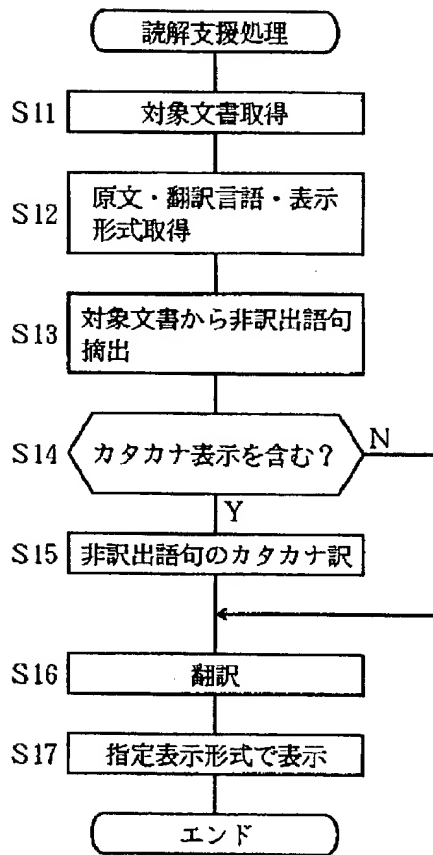 読解支援処理
S11 対象文書取得
S12 原文・翻訳言語・表示
形式取得
S13 対象文書から非訳出語句
摘出
S14 カタカナ表示を含む? N
Y
S15 非訳出語句のカタカナ訳
S16 翻訳
S17 指定表示形式で表示
エンド